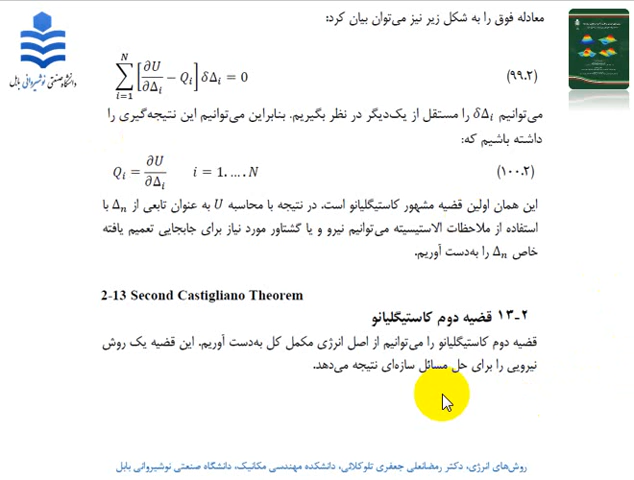 معادله فوق را به شکل زیر نیز می‌توان بیان کرد:
∑_{i=1}^{N} [∂U/∂Δ_i − Q_i] δΔ_i = 0 (۹۹.۲)
می‌توانیم δΔ_i را مستقل از یک‌دیگر در نظر بگیریم. بنابراین می‌توانیم این نتیجه‌گیری را
داشته باشیم که:
Q_i = ∂U/∂Δ_i i = 1. … . N (۱۰۰.۲)
این همان اولین قضیه مشهور کاستیگلیانو است. در نتیجه با محاسبه U به عنوان تابعی از Δ_n با
استفاده از ملاحظات الاستیسیته می‌توانیم نیرو و یا گشتاور مورد نیاز برای جابجایی تعمیم یافته
خاص Δ_n را به‌دست آوریم.
2-13 Second Castigliano Theorem
۱۳-۲ قضیه دوم کاستیگلیانو
قضیه دوم کاستیگلیانو را می‌توانیم از اصل انرژی مکمل کل به‌دست آوریم. این قضیه یک روش
نیرویی را برای حل مسائل سازه‌ای نتیجه می‌دهد.
روش‌های انرژی، دکتر رمضانعلی جعفری تلوکلائی، دانشکده مهندسی مکانیک، دانشگاه صنعتی نوشیروانی بابل
دانشگاه صنعتی نوشیروانی بابل